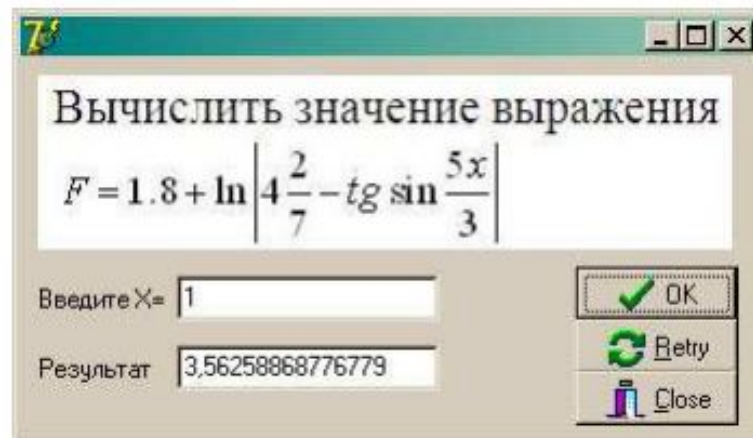 Вычислить значение выражения
F = 1.8 + ln |4 2/7 - tg sin 5x/3|
Введите X= 1
Результат 3,56258868776779
OK
Retry
Close